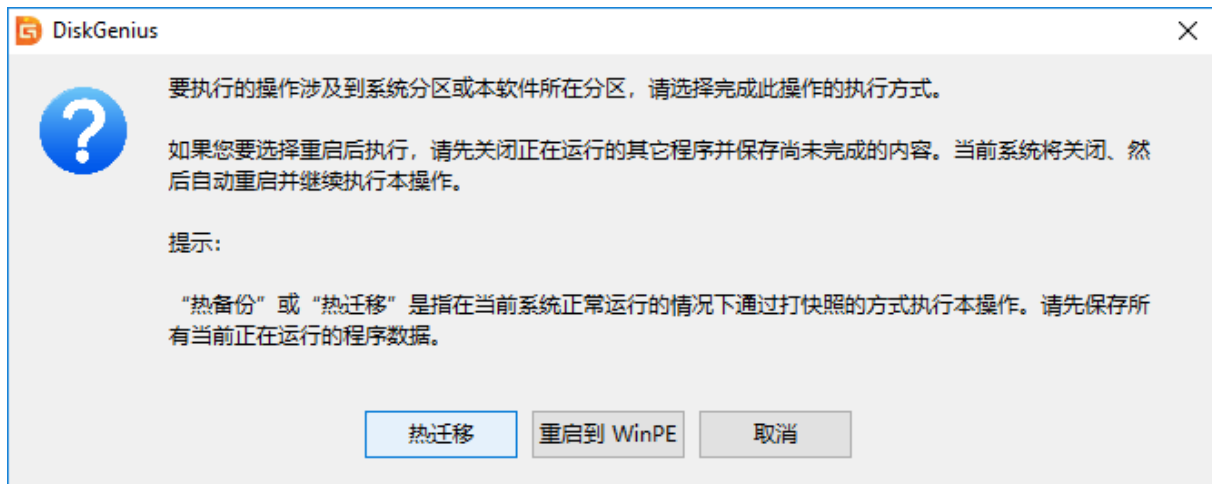 DiskGenius
要执行的操作涉及到系统分区或本软件所在分区，请选择完成此操作的执行方式。
如果您要选择重启后执行，请先关闭正在运行的其它程序并保存尚未完成的内容。当前系统将关闭、然
后自动重启并继续执行本操作。
提示：
“热备份”或“热迁移”是指在当前系统正常运行的情况下通过打快照的方式执行本操作。请先保存所
有当前正在运行的程序数据。
热迁移 重启到 WinPE 取消